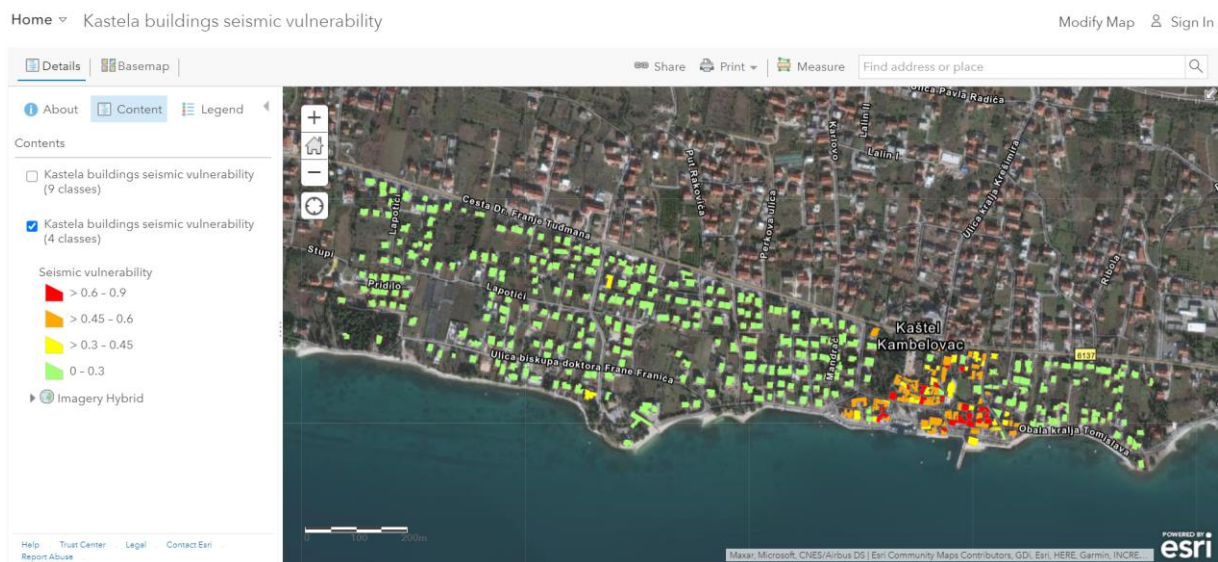 Home Kastela buildings seismic vulnerability
Modify Map Sign In
Details Basemap
Share Print Measure Find address or place
About Content Legend
Contents
Kastela buildings seismic vulnerability
(9 classes)
Kastela buildings seismic vulnerability
(4 classes)
Seismic vulnerability
> 0.6 - 0.9
> 0.45 - 0.6
> 0.3 - 0.45
0 - 0.3
Imagery Hybrid
Help Trust Center Legal Contact Esri
Report Abuse
Ulica Pavla Radića
Karlovo
Lalin II
Lalin I
Put Rakovića
Perkova ulica
Ulica kralja Krešimira
Ribola
Lapotići
Cesta Dr. Franje Tuđmana
Stupi
Pridilo
Lapotići
Ulica biskupa doktora Frane Franića
Mandrać
Kaštel
Kambelovac
6137
Obala kralja Tomislava
0 100 200m
Maxar, Microsoft, CNES/Airbus DS | Esri Community Maps Contributors, GDi, Esri, HERE, Garmin, INCRE...
POWERED BY
esri